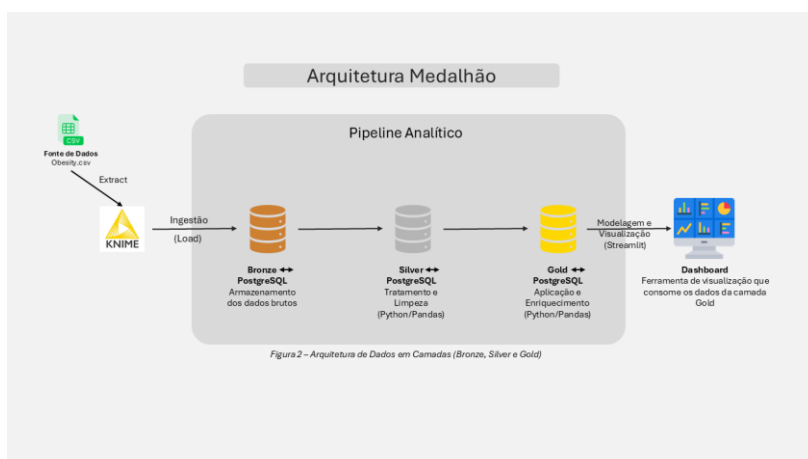 Arquitetura Medalhão
Pipeline Analítico
CSV
Fonte de Dados
Obesity.csv
Extract
KNIME
Ingestão
(Load)
Bronze ↔
PostgreSQL
Armazenamento
dos dados brutos
Silver ↔
PostgreSQL
Tratamento e
Limpeza
(Python/Pandas)
Gold ↔
PostgreSQL
Aplicação e
Enriquecimento
(Python/Pandas)
Modelagem e
Visualização
(Streamlit)
Dashboard
Ferramenta de visualização que
consome os dados da camada
Gold
Figura 2 – Arquitetura de Dados em Camadas (Bronze, Silver e Gold)